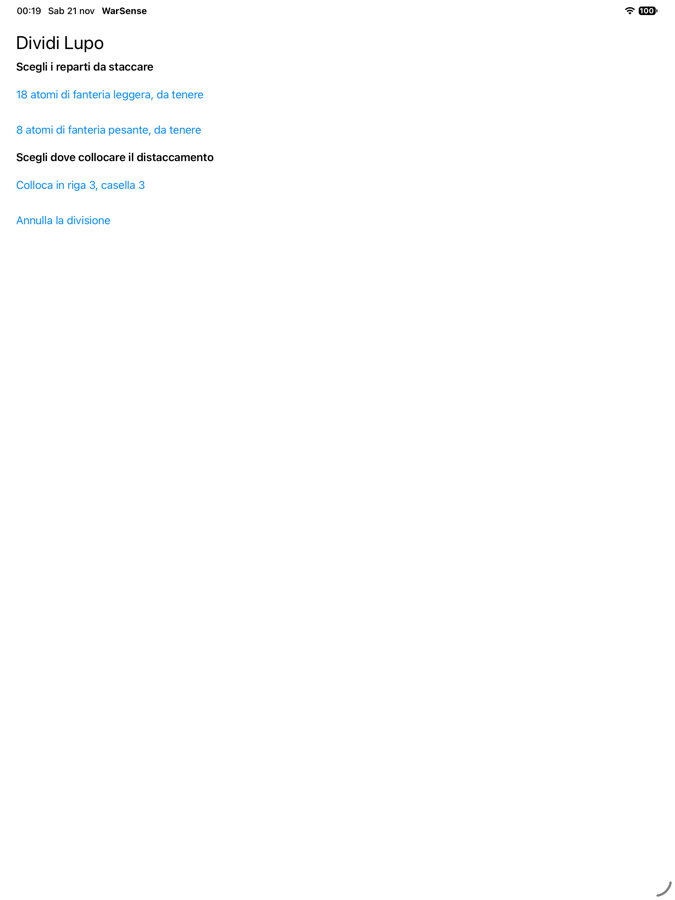 00:19 Sab 21 nov WarSense 100
Dividi Lupo
Scegli i reparti da staccare
18 atomi di fanteria leggera, da tenere
8 atomi di fanteria pesante, da tenere
Scegli dove collocare il distaccamento
Colloca in riga 3, casella 3
Annulla la divisione